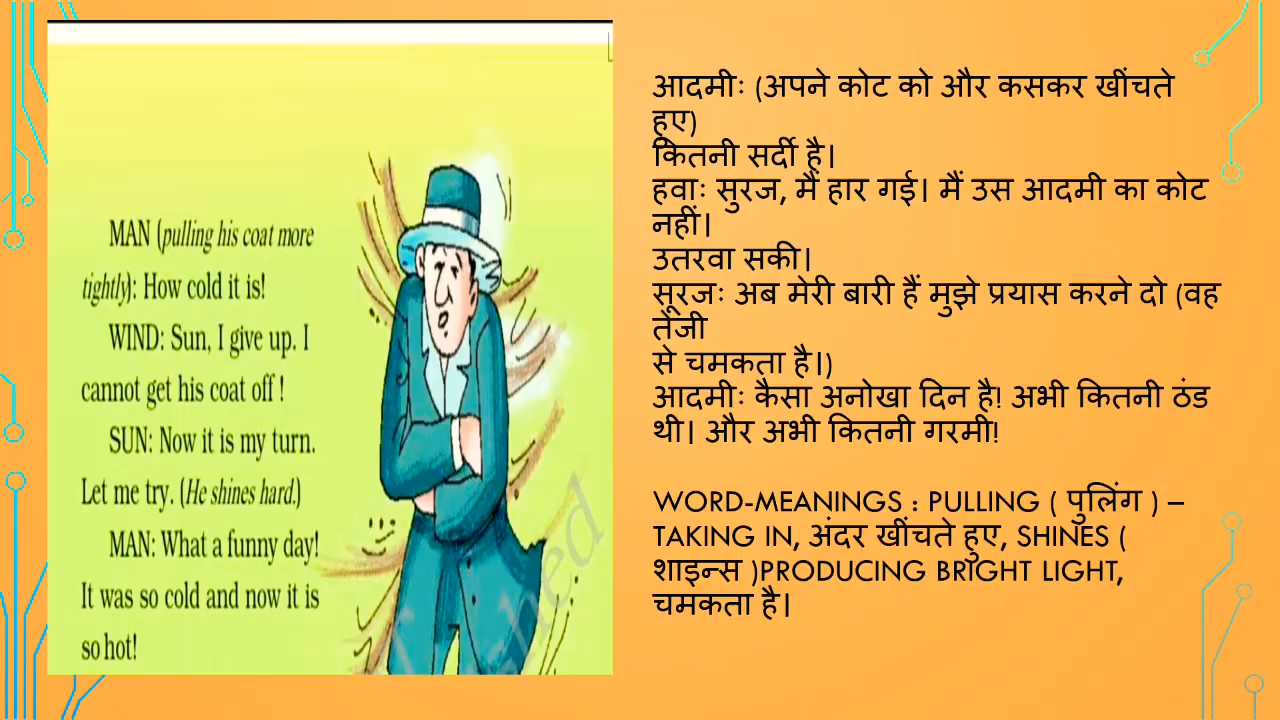 MAN (pulling his coat more
tightly): How cold it is!
WIND: Sun, I give up. I
cannot get his coat off !
SUN: Now it is my turn.
Let me try. (He shines hard.)
MAN: What a funny day!
It was so cold and now it is
so hot!
आदमीः (अपने कोट को और कसकर खींचते
हुए)
कितनी सर्दी है।
हवाः सुरज, मैं हार गई। मैं उस आदमी का कोट
नहीं।
उतरवा सकी।
सूरजः अब मेरी बारी हैं मुझे प्रयास करने दो (वह
तेजी
से चमकता है।)
आदमीः कैसा अनोखा दिन है! अभी कितनी ठंड
थी। और अभी कितनी गरमी!
WORD-MEANINGS : PULLING ( पुलिंग ) –
TAKING IN, अंदर खींचते हुए, SHINES (
शाइन्स )PRODUCING BRIGHT LIGHT,
चमकता है।